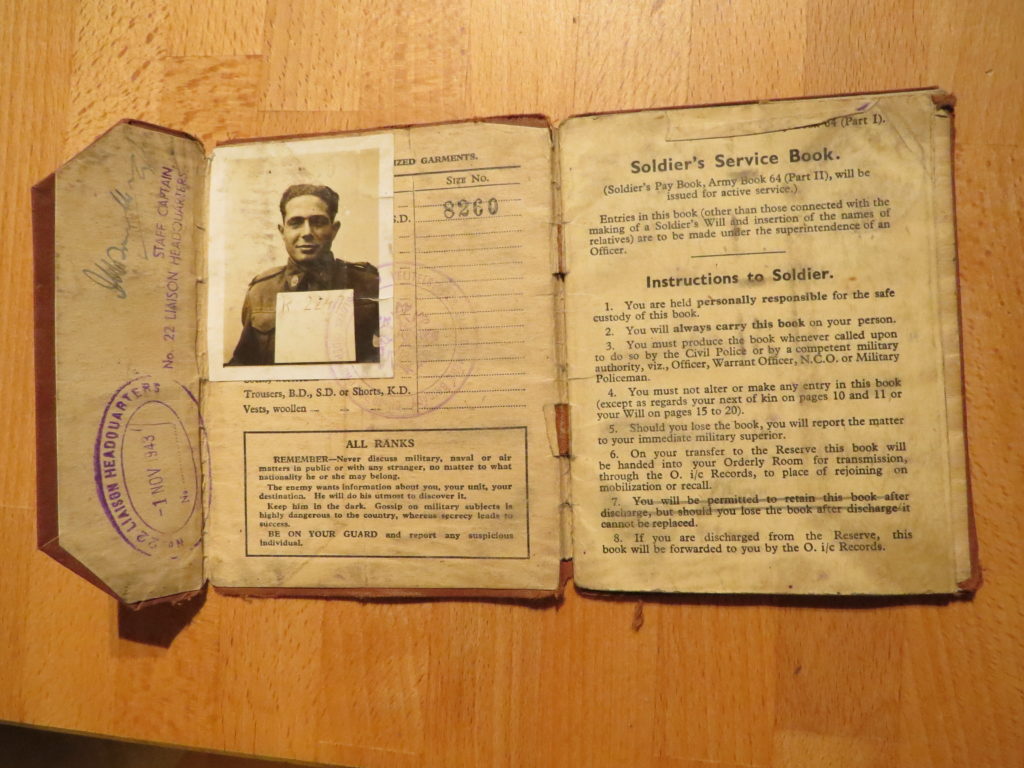 STAFF CAPTAIN,
No. 22 LIAISON HEADQUARTERS.
No. 22 LIAISON HEADQUARTERS
-1 NOV 1943
No
IZED GARMENTS.
Size No.
S.D.
8260
Trousers, B.D., S.D. or Shorts, K.D.
Vests, woollen
ALL RANKS
REMEMBER—Never discuss military, naval or air
matters in public or with any stranger, no matter to what
nationality he or she may belong.
The enemy wants information about you, your unit, your
destination. He will do his utmost to discover it.
Keep him in the dark. Gossip on military subjects is
highly dangerous to the country, whereas secrecy leads to
success.
BE ON YOUR GUARD and report any suspicious
individual.
64 (Part I).
Soldier's Service Book.
(Soldier's Pay Book, Army Book 64 (Part II), will be
issued for active service.)
Entries in this book (other than those connected with the
making of a Soldier's Will and insertion of the names of
relatives) are to be made under the superintendence of an
Officer.
Instructions to Soldier.
1. You are held personally responsible for the safe
custody of this book.
2. You will always carry this book on your person.
3. You must produce the book whenever called upon
to do so by the Civil Police or by a competent military
authority, viz., Officer, Warrant Officer, N.C.O. or Military
Policeman.
4. You must not alter or make any entry in this book
(except as regards your next of kin on pages 10 and 11 or
your Will on pages 15 to 20).
5. Should you lose the book, you will report the matter
to your immediate military superior.
6. On your transfer to the Reserve this book will
be handed into your Orderly Room for transmission,
through the O. i/c Records, to place of rejoining on
mobilization or recall.
7. You will be permitted to retain this book after
discharge, but should you lose the book after discharge it
cannot be replaced.
8. If you are discharged from the Reserve, this
book will be forwarded to you by the O. i/c Records.